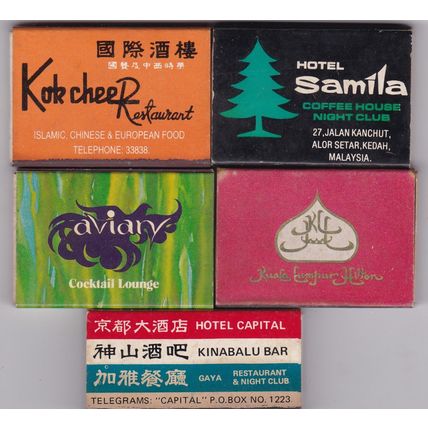 國際酒樓
Kok cheer Restaurant
ISLAMIC, CHINESE & EUROPEAN FOOD
TELEPHONE: 33838.
HOTEL
Samila
COFFEE HOUSE
NIGHT CLUB
27, JALAN KANCHUT,
ALOR SETAR, KEDAH,
MALAYSIA.
aviary
Cocktail Lounge
Kuala Lumpur Hilton
京都大酒店 HOTEL CAPITAL
神山酒吧 KINABALU BAR
加雅餐廳 GAYA RESTAURANT
& NIGHT CLUB
TELEGRAMS: "CAPITAL" P.O.BOX NO. 1223.